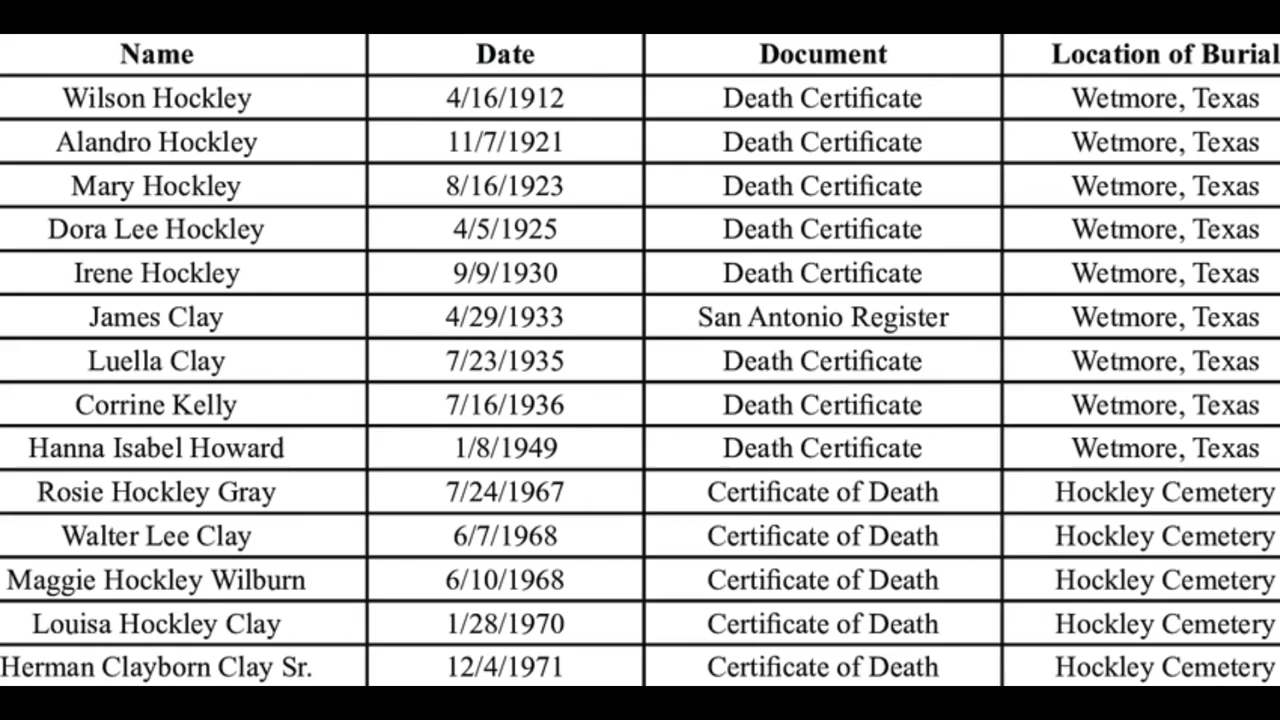 Name Date Document Location of Burial
Wilson Hockley 4/16/1912 Death Certificate Wetmore, Texas
Alandro Hockley 11/7/1921 Death Certificate Wetmore, Texas
Mary Hockley 8/16/1923 Death Certificate Wetmore, Texas
Dora Lee Hockley 4/5/1925 Death Certificate Wetmore, Texas
Irene Hockley 9/9/1930 Death Certificate Wetmore, Texas
James Clay 4/29/1933 San Antonio Register Wetmore, Texas
Luella Clay 7/23/1935 Death Certificate Wetmore, Texas
Corrine Kelly 7/16/1936 Death Certificate Wetmore, Texas
Hanna Isabel Howard 1/8/1949 Death Certificate Wetmore, Texas
Rosie Hockley Gray 7/24/1967 Certificate of Death Hockley Cemetery
Walter Lee Clay 6/7/1968 Certificate of Death Hockley Cemetery
Maggie Hockley Wilburn 6/10/1968 Certificate of Death Hockley Cemetery
Louisa Hockley Clay 1/28/1970 Certificate of Death Hockley Cemetery
Herman Clayborn Clay Sr. 12/4/1971 Certificate of Death Hockley Cemetery